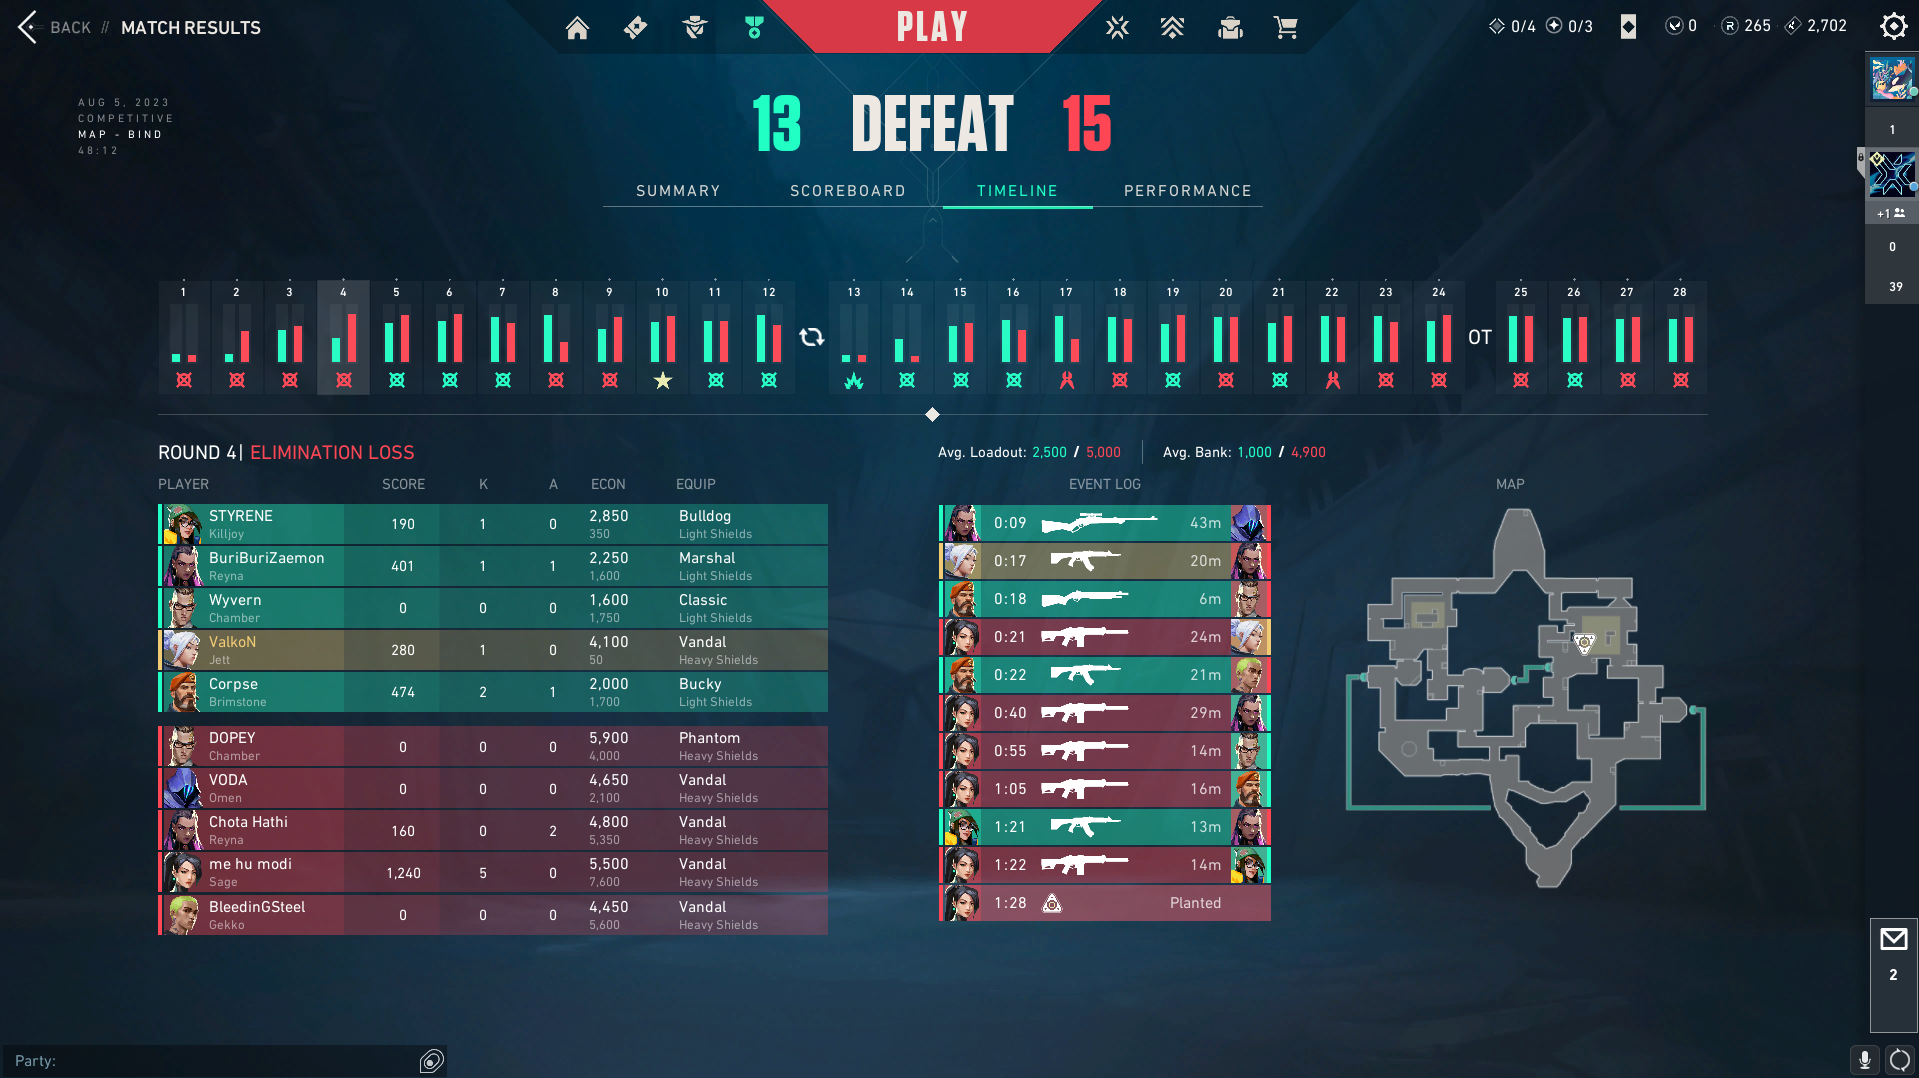 BACK // MATCH RESULTS
PLAY
0/4 0/3 0 265 2,702
AUG 5, 2023
COMPETITIVE
MAP - BIND
48:12
13 DEFEAT 15
SUMMARY SCOREBOARD TIMELINE PERFORMANCE
1
+1
0
39
1 2 3 4 5 6 7 8 9 10 11 12 13 14 15 16 17 18 19 20 21 22 23 24 25 26 27 28
OT
ROUND 4| ELIMINATION LOSS
Avg. Loadout: 2,500 / 5,000 Avg. Bank: 1,000 / 4,900
PLAYER SCORE K A ECON EQUIP
STYRENE 190 1 0 2,850 Bulldog
Killjoy 350 Light Shields
BuriBuriZaemon 401 1 1 2,250 Marshal
Reyna 1,600 Light Shields
Wyvern 0 0 0 1,600 Classic
Chamber 1,750 Light Shields
ValkoN 280 1 0 4,100 Vandal
Jett 50 Heavy Shields
Corpse 474 2 1 2,000 Bucky
Brimstone 1,700 Light Shields
DOPEY 0 0 0 5,900 Phantom
Chamber 4,000 Heavy Shields
VODA 0 0 0 4,650 Vandal
Omen 2,100 Heavy Shields
Chota Hathi 160 0 2 4,800 Vandal
Reyna 5,350 Heavy Shields
me hu modi 1,240 5 0 5,500 Vandal
Sage 7,600 Heavy Shields
BleedinGSteel 0 0 0 4,450 Vandal
Gekko 5,600 Heavy Shields
EVENT LOG
0:09 43m
0:17 20m
0:18 6m
0:21 24m
0:22 21m
0:40 29m
0:55 14m
1:05 16m
1:21 13m
1:22 14m
1:28 Planted
MAP
2
Party: